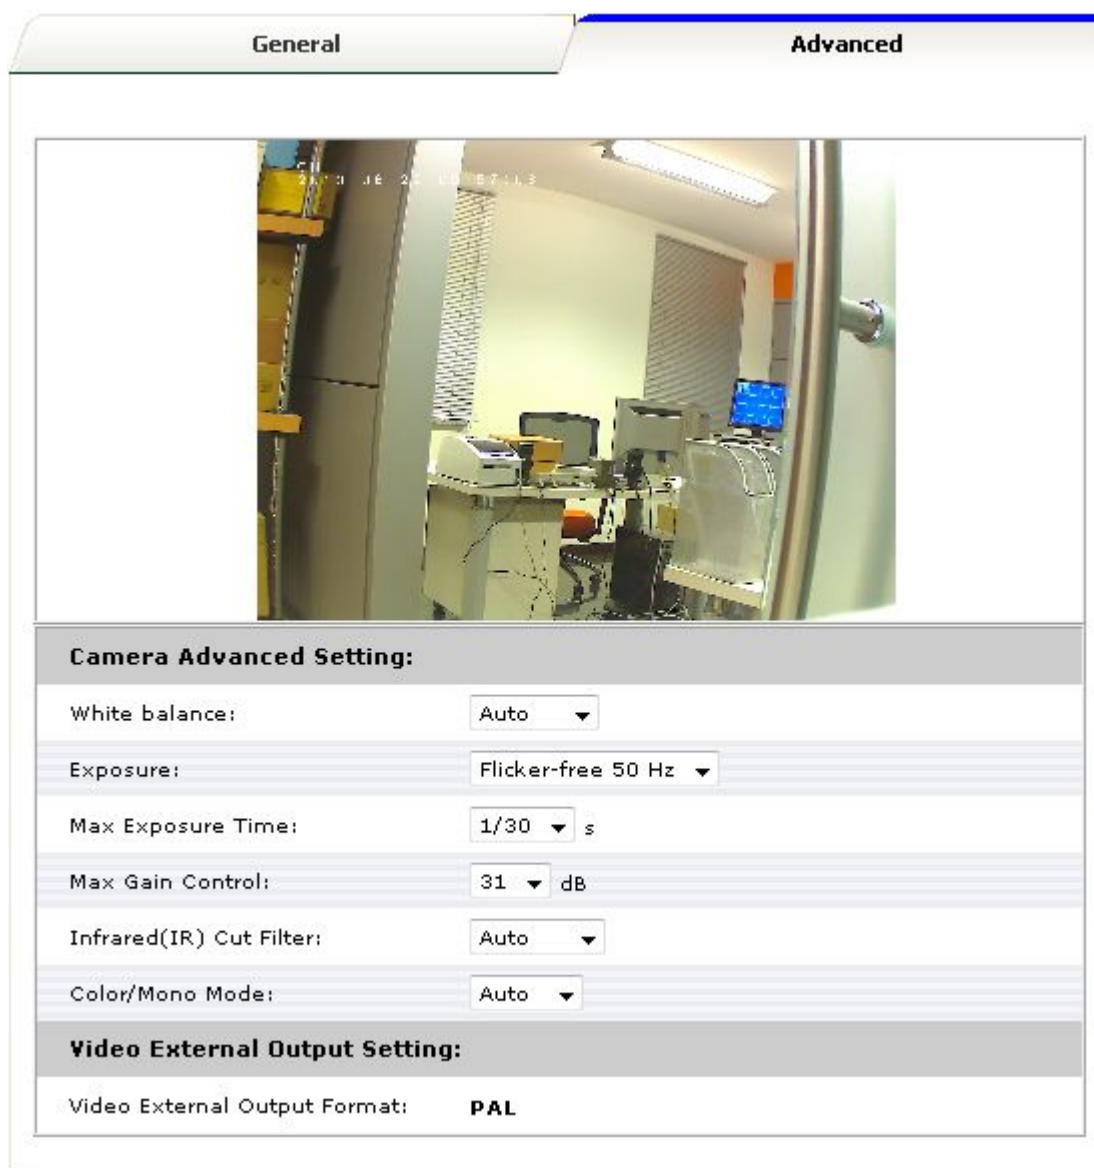 General
Advanced
Camera Advanced Setting:
White balance: Auto
Exposure: Flicker-free 50 Hz
Max Exposure Time: 1/30 s
Max Gain Control: 31 dB
Infrared(IR) Cut Filter: Auto
Color/Mono Mode: Auto
Video External Output Setting:
Video External Output Format: PAL